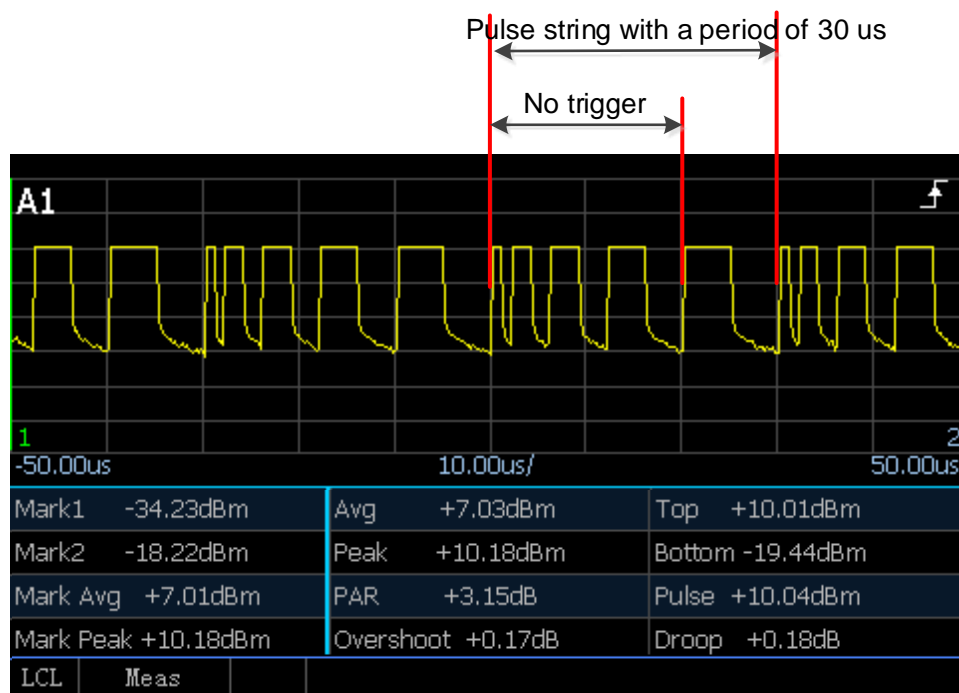 Pulse string with a period of 30 us
No trigger
A1
1 2
-50.00us 10.00us/ 50.00us
Mark1 -34.23dBm Avg +7.03dBm Top +10.01dBm
Mark2 -18.22dBm Peak +10.18dBm Bottom -19.44dBm
Mark Avg +7.01dBm PAR +3.15dB Pulse +10.04dBm
Mark Peak +10.18dBm Overshoot +0.17dB Droop +0.18dB
LCL Meas